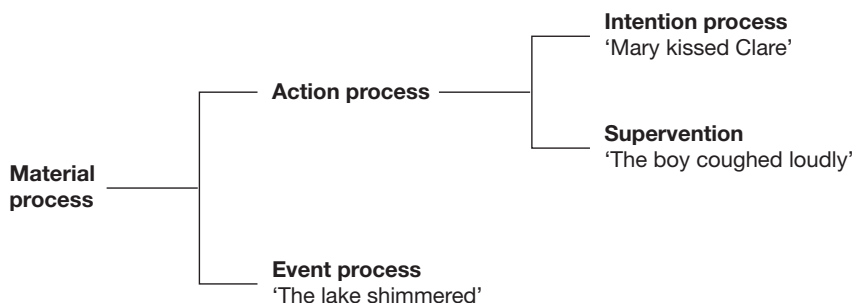 Intention process
‘Mary kissed Clare’
Action process
Supervention
‘The boy coughed loudly’
Material
process
Event process
‘The lake shimmered’